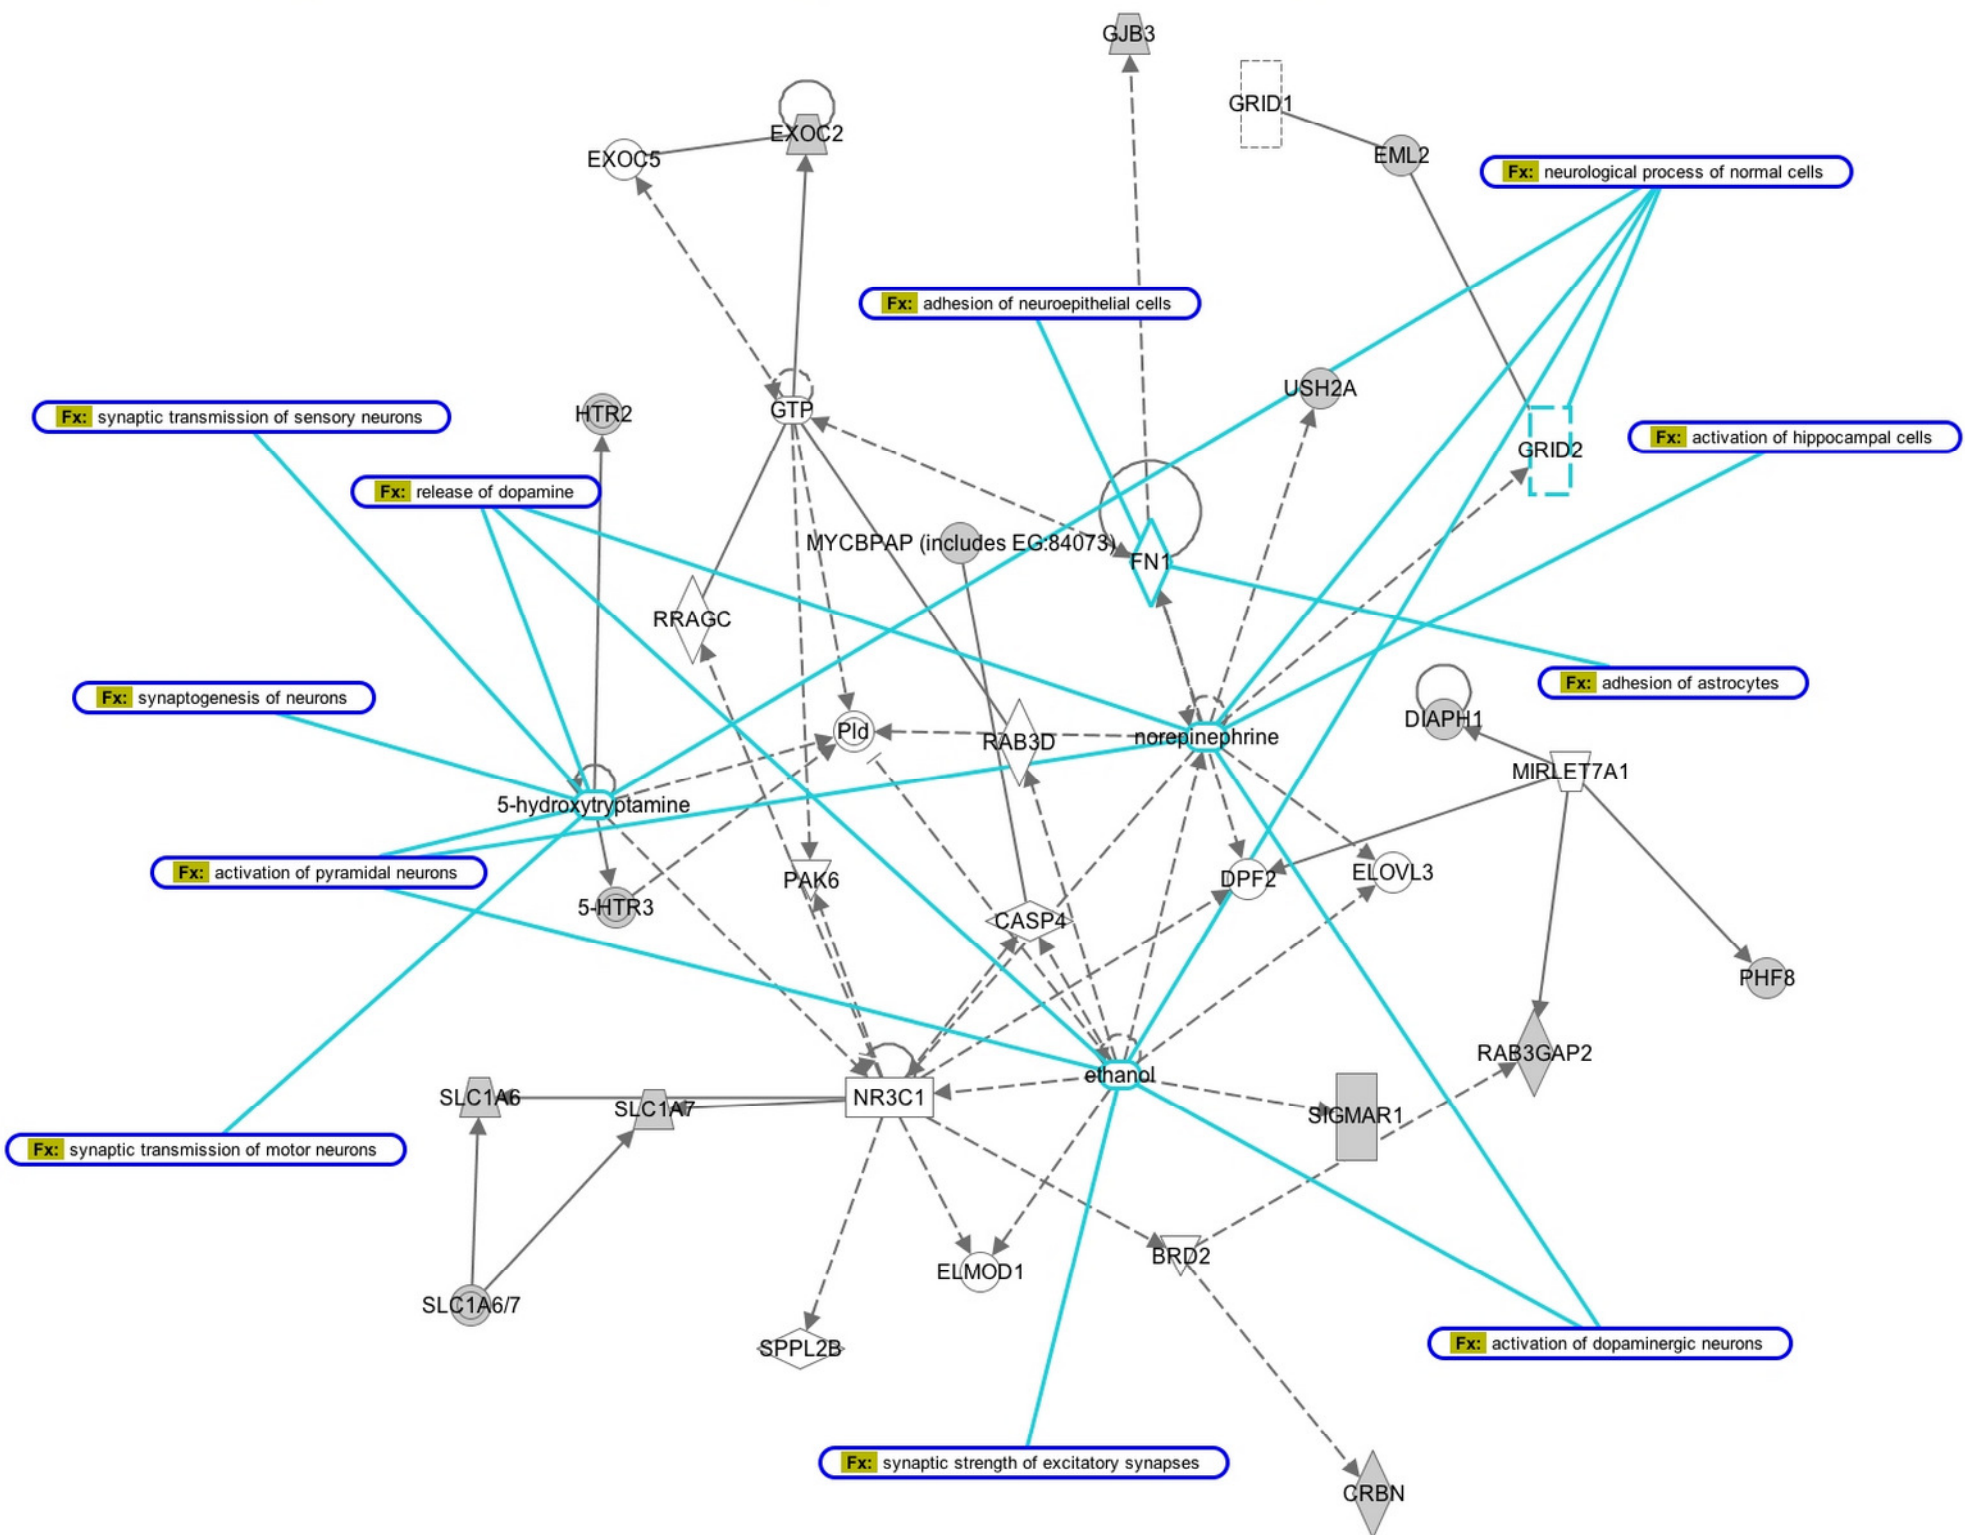 GJB3
GRID1
EXOC2
EXOC5
EML2
Fx: neurological process of normal cells
Fx: adhesion of neuroepithelial cells
USH2A
GTP
HTR2
Fx: synaptic transmission of sensory neurons
Fx: activation of hippocampal cells
GRID2
Fx: release of dopamine
MYCBPAP (includes EG:84073)
FN1
RRAGC
Fx: adhesion of astrocytes
Fx: synaptogenesis of neurons
DIAPH1
Pld
norepinephrine
RAB3D
MIRLET7A1
5-hydroxytryptamine
Fx: activation of pyramidal neurons
ELOVL3
PAK6
DPF2
5-HTR3
CASP4
PHF8
RAB3GAP2
ethanol
SLC1A6
NR3C1
SLC1A7
SIGMAR1
Fx: synaptic transmission of motor neurons
BRD2
ELMOD1
SLC1A6/7
Fx: activation of dopaminergic neurons
SPPL2B
Fx: synaptic strength of excitatory synapses
CRBN